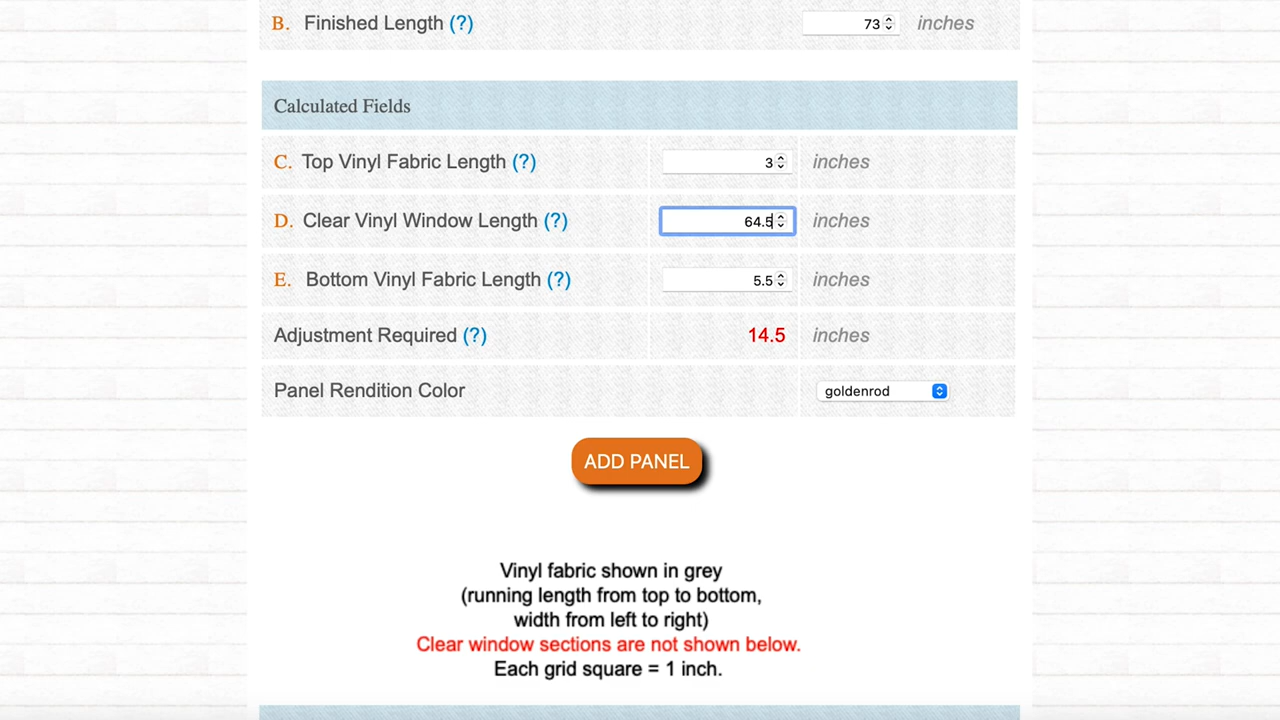 B. Finished Length (?) 73 inches
Calculated Fields
C. Top Vinyl Fabric Length (?) 3 inches
D. Clear Vinyl Window Length (?) 64.5 inches
E. Bottom Vinyl Fabric Length (?) 5.5 inches
Adjustment Required (?) 14.5 inches
Panel Rendition Color goldenrod
ADD PANEL
Vinyl fabric shown in grey
(running length from top to bottom,
width from left to right)
Clear window sections are not shown below.
Each grid square = 1 inch.